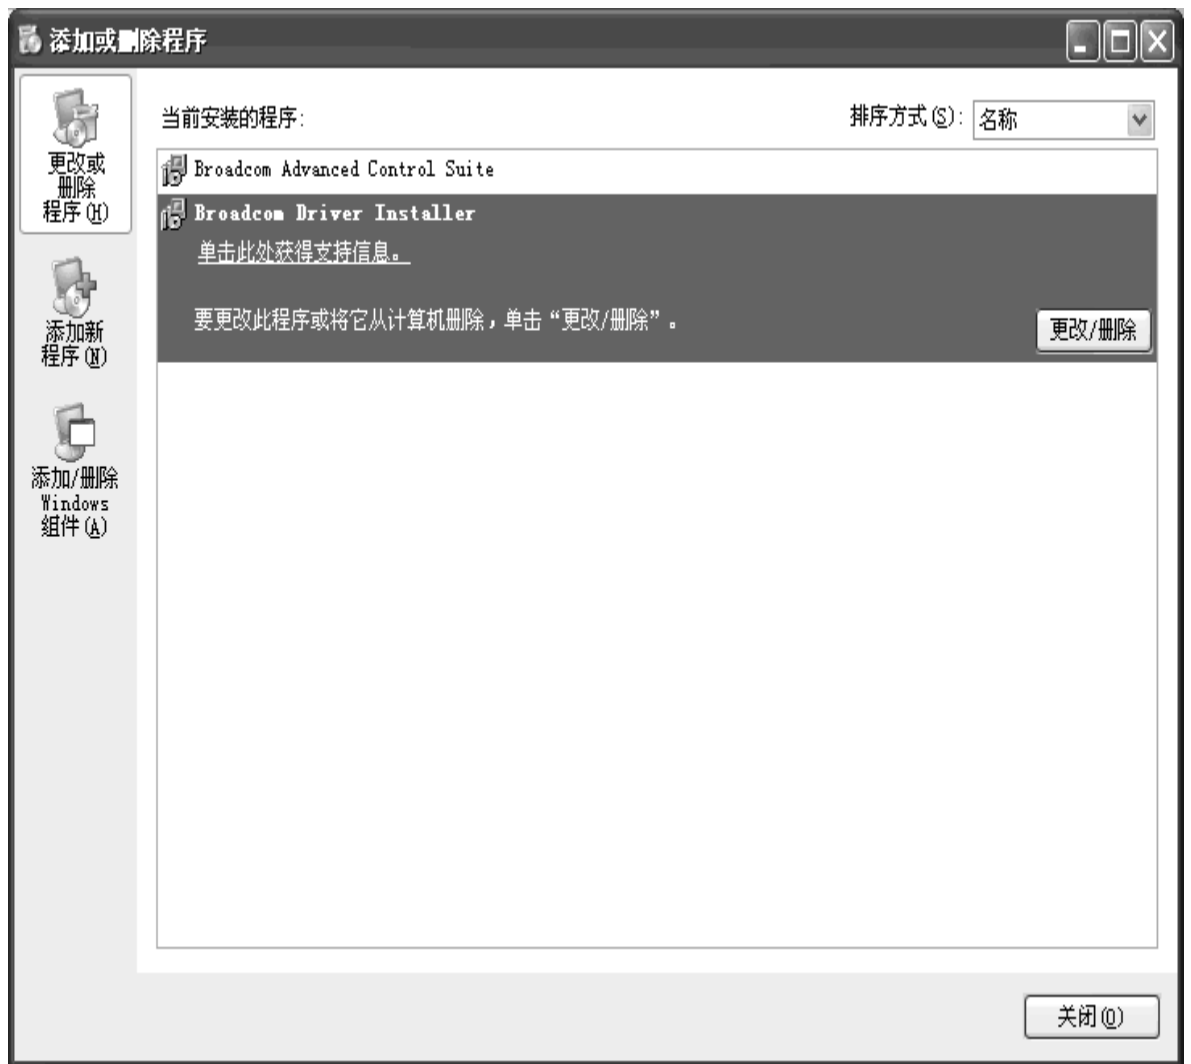 添加或删除程序
更改或
删除
程序(H)
添加新
程序(N)
添加/删除
Windows
组件(A)
当前安装的程序:
排序方式(S): 名称
Broadcom Advanced Control Suite
Broadcom Driver Installer
单击此处获得支持信息。
要更改此程序或将它从计算机删除，单击“更改/删除”。
更改/删除
关闭(O)